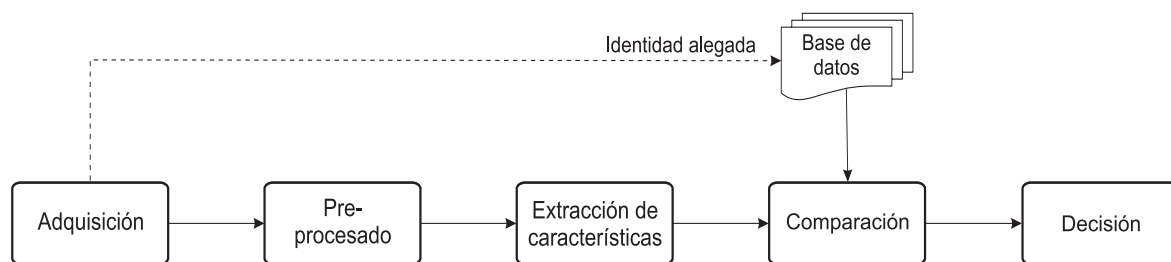 Identidad alegada
Base de
datos
Adquisición
Pre-
procesado
Extracción de
características
Comparación
Decisión